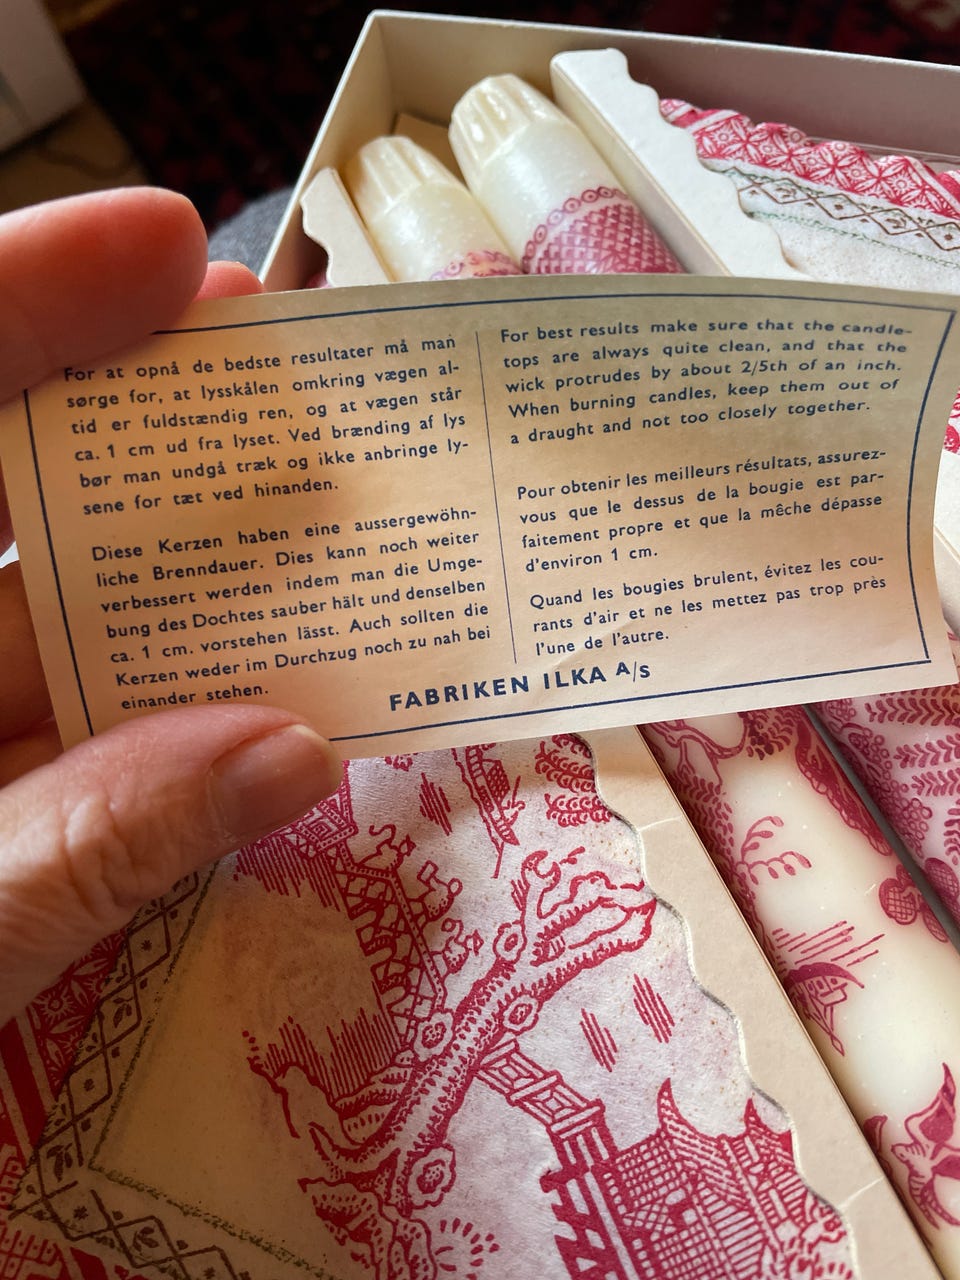 For at opnå de bedste resultater må man
sørge for, at lysskålen omkring vægen al-
tid er fuldstændig ren, og at vægen står
ca. 1 cm ud fra lyset. Ved brænding af lys
bør man undgå træk og ikke anbringe ly-
sene for tæt ved hinanden.
Diese Kerzen haben eine aussergewöhn-
liche Brenndauer. Dies kann noch weiter
verbessert werden indem man die Umge-
bung des Dochtes sauber hält und denselben
ca. 1 cm. vorstehen lässt. Auch sollten die
Kerzen weder im Durchzug noch zu nah bei
einander stehen.
For best results make sure that the candle-
tops are always quite clean, and that the
wick protrudes by about 2/5th of an inch.
When burning candles, keep them out of
a draught and not too closely together.
Pour obtenir les meilleurs résultats, assurez-
vous que le dessus de la bougie est par-
faitement propre et que la mêche dépasse
d'environ 1 cm.
Quand les bougies brulent, évitez les cou-
rants d'air et ne les mettez pas trop près
l'une de l'autre.
FABRIKEN ILKA A/S